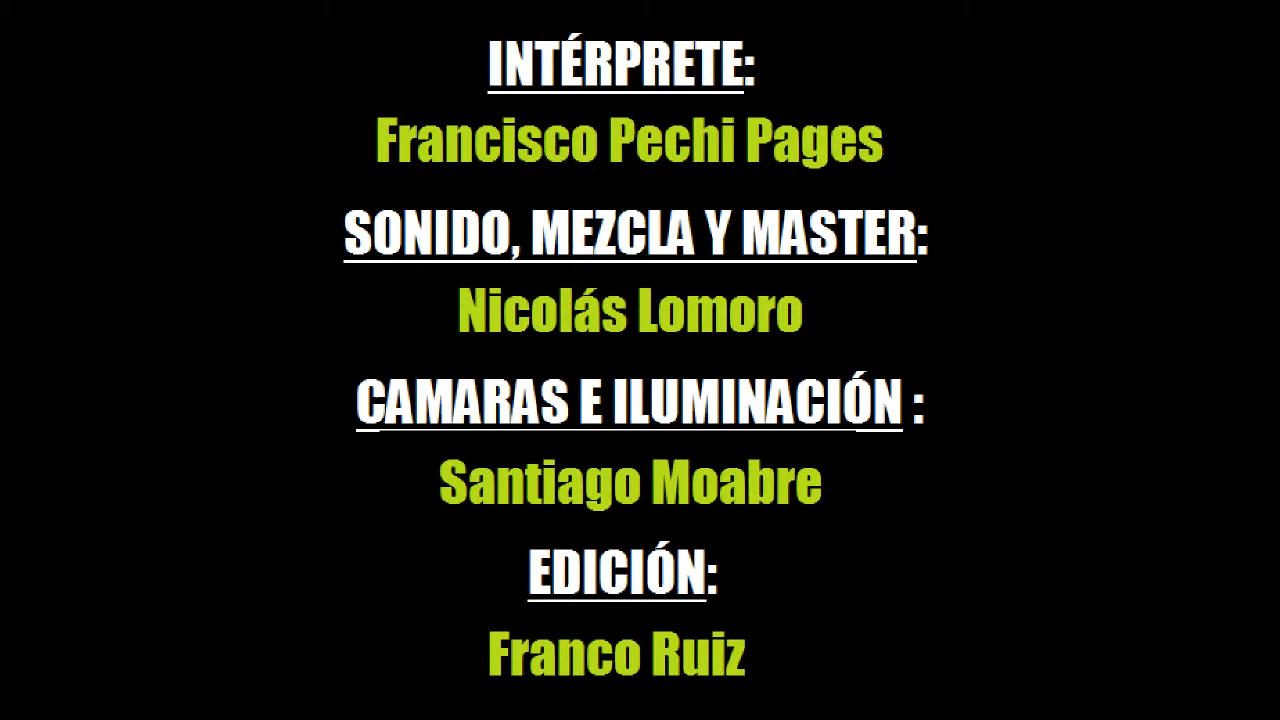 INTÉRPRETE:
Francisco Pechi Pages
SONIDO, MEZCLA Y MASTER:
Nicolás Lomoro
CAMARAS E ILUMINACIÓN :
Santiago Moabre
EDICIÓN:
Franco Ruiz